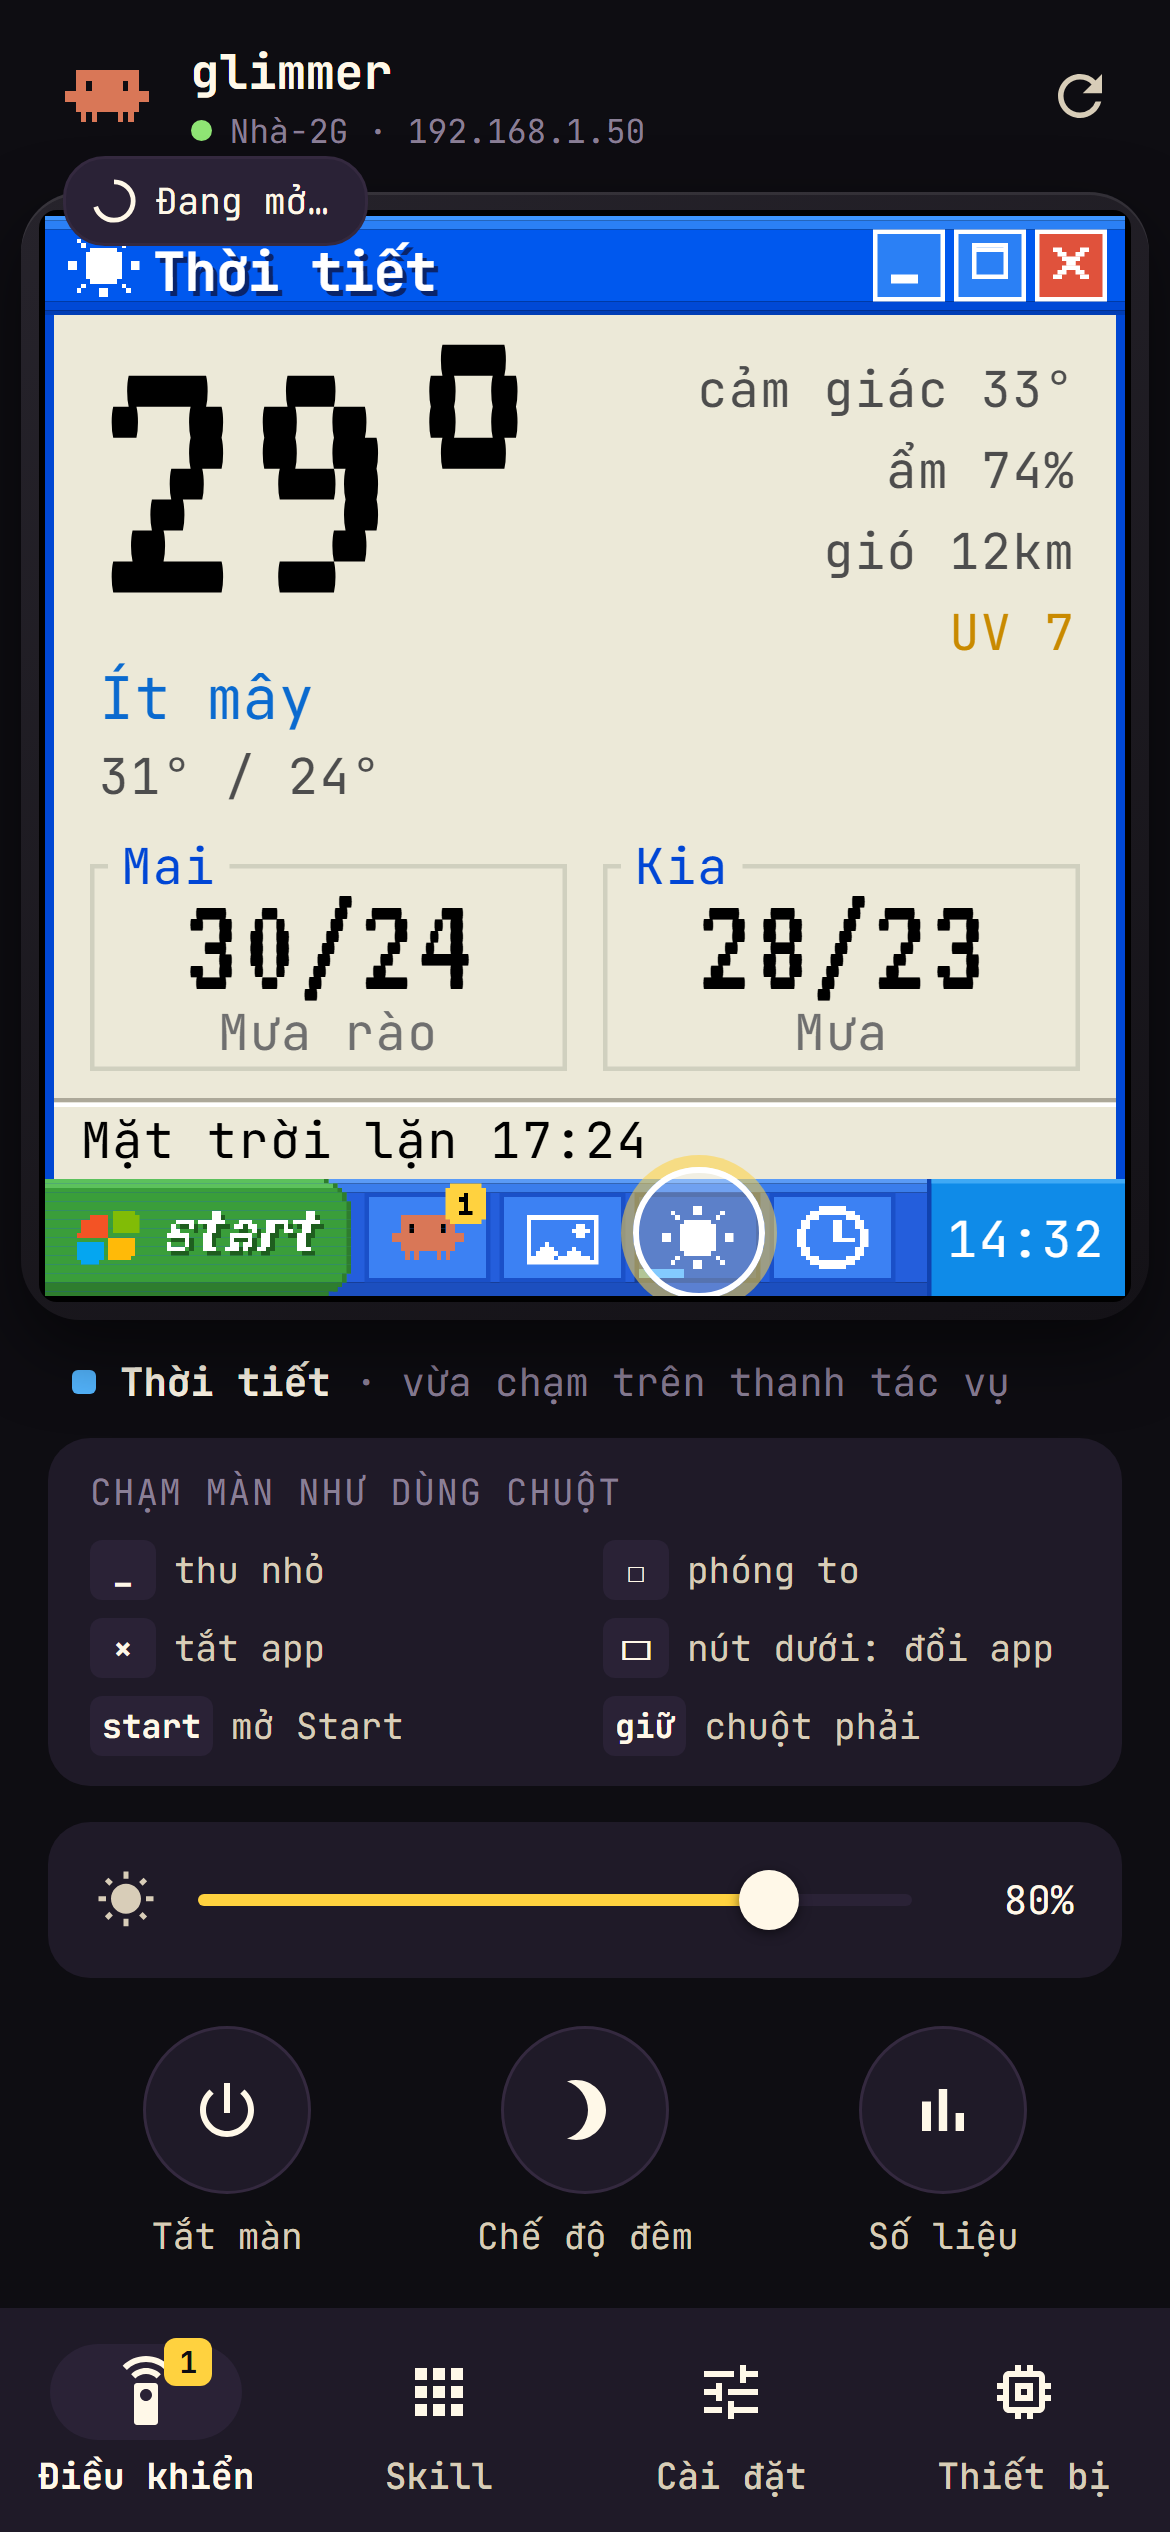 glimmer
Nhà-2G · 192.168.1.50
Đang mở…
Thời tiết
29°
cảm giác 33°
ẩm 74%
gió 12km
UV 7
Ít mây
31° / 24°
Mai
30/24
Mưa rào
Kia
28/23
Mưa
Mặt trời lặn 17:24
start
1
14:32
Thời tiết · vừa chạm trên thanh tác vụ
CHẠM MÀN NHƯ DÙNG CHUỘT
_ thu nhỏ
□ phóng to
× tắt app
▭ nút dưới: đổi app
start mở Start
giữ chuột phải
80%
Tắt màn
Chế độ đêm
Số liệu
1
Điều khiển
Skill
Cài đặt
Thiết bị